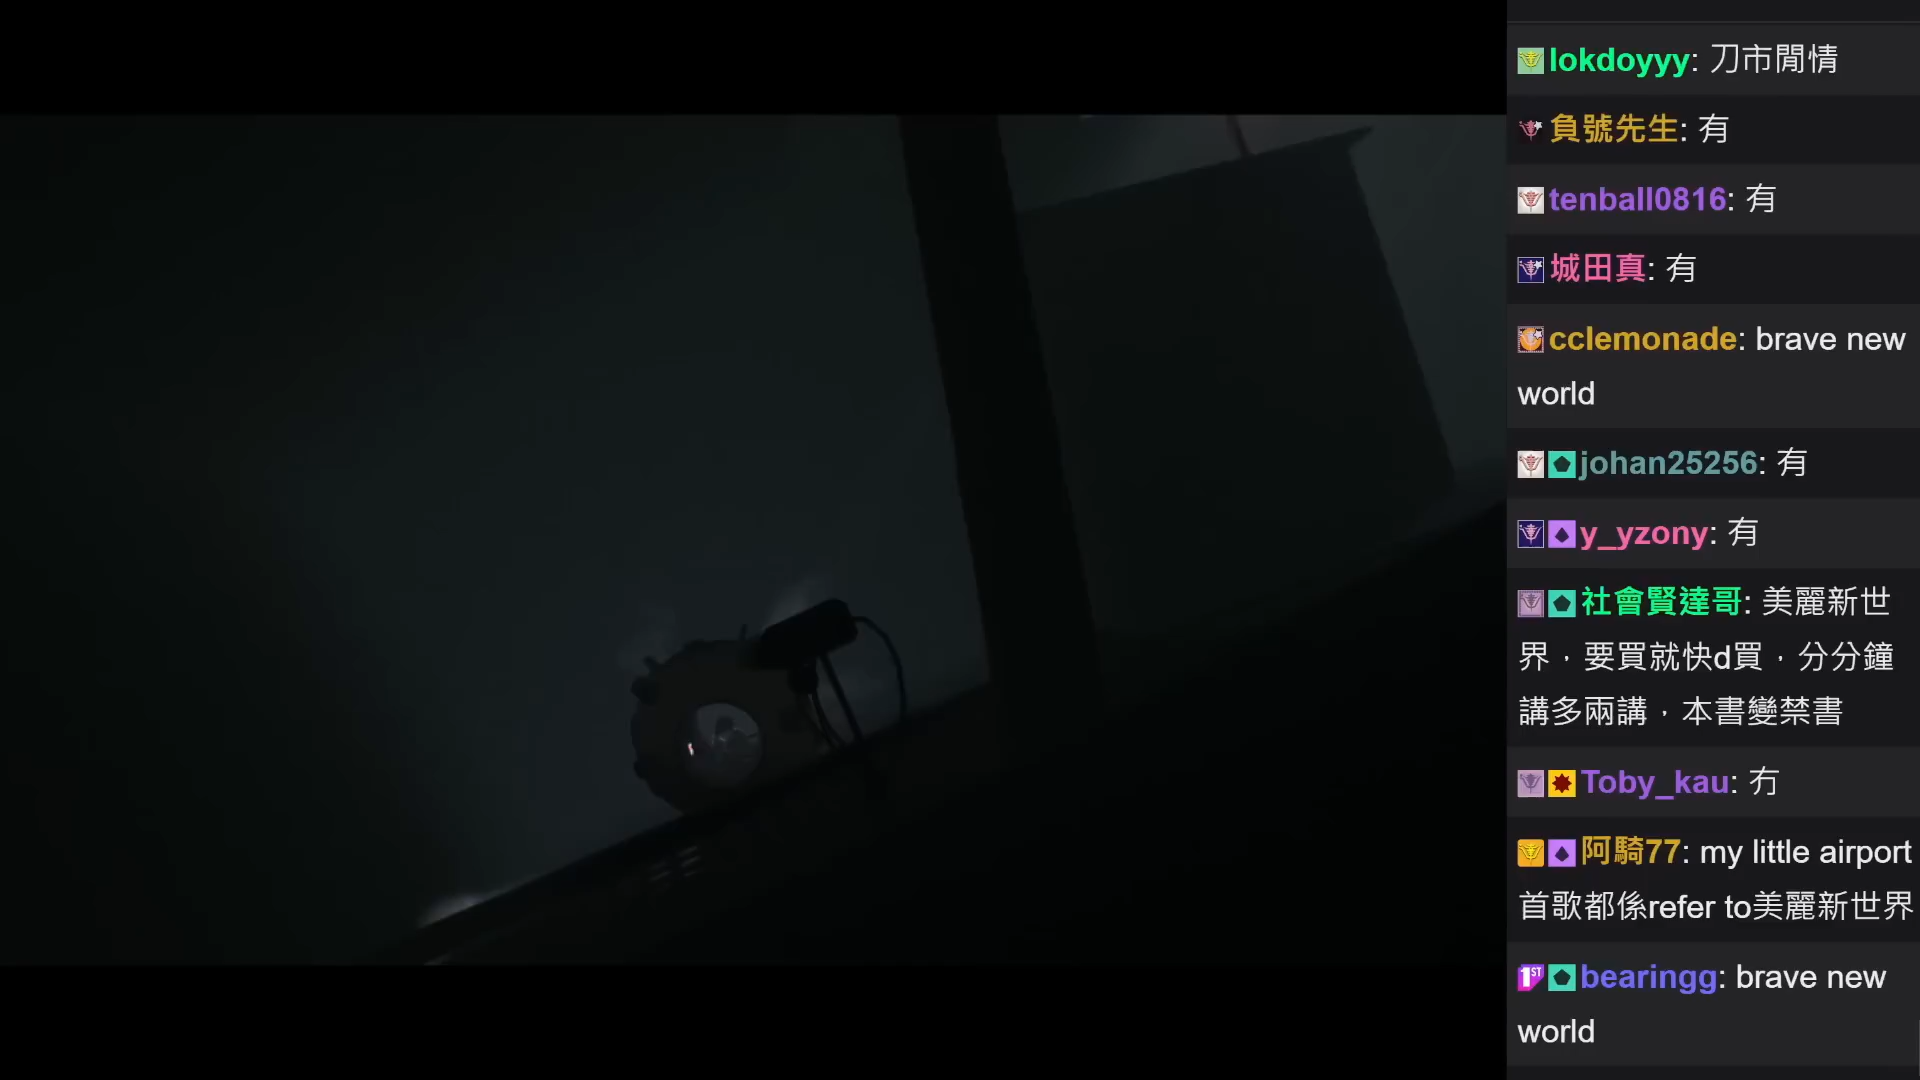 lokdoyyy: 刀市閒情
負號先生: 有
tenball0816: 有
城田真: 有
cclemonade: brave new
world
johan25256: 有
y_yzony: 有
社會賢達哥: 美麗新世
界，要買就快d買，分分鐘
講多兩講，本書變禁書
Toby_kau: 冇
阿騎77: my little airport
首歌都係refer to美麗新世界
1ST bearingg: brave new
world